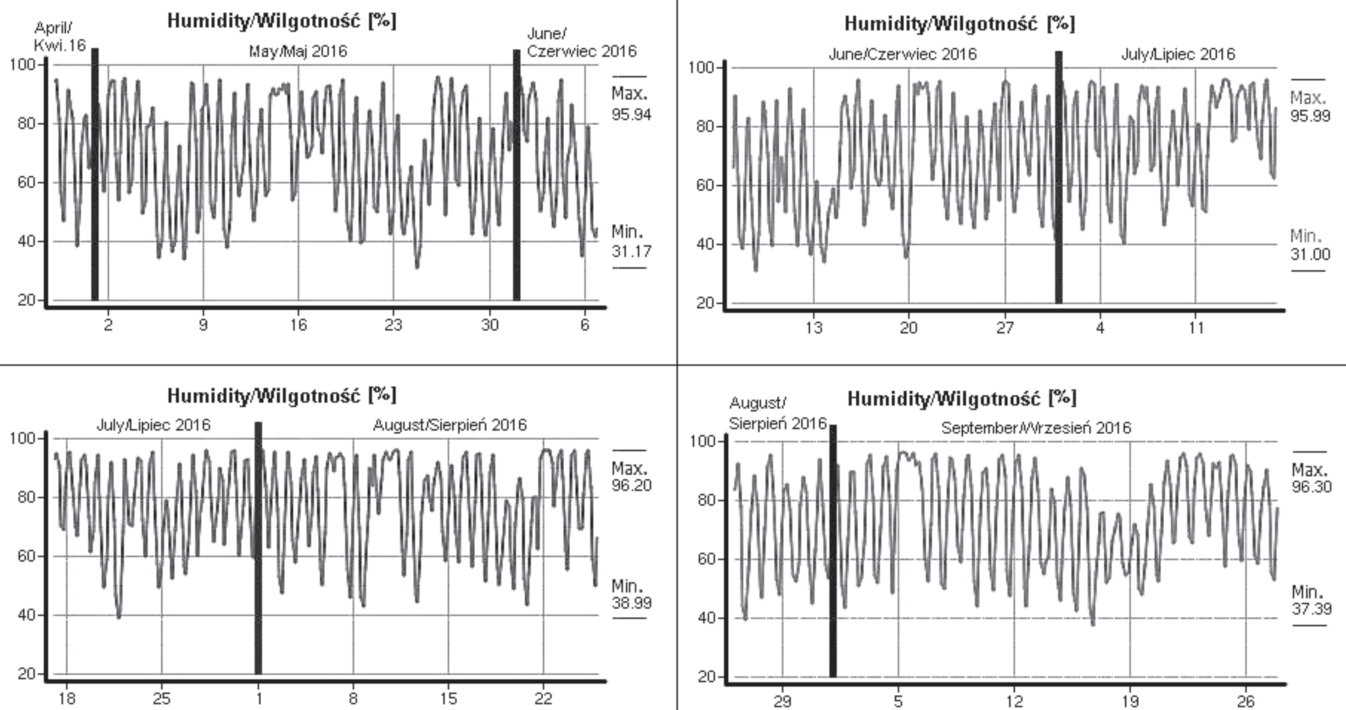 Humidity/Wilgotność [%]
April/
Kwi.16
May/Maj 2016
June/
Czerwiec 2016
100
80
60
40
20
Max.
95.94
Min.
31.17
2
9
16
23
30
6
Humidity/Wilgotność [%]
June/Czerwiec 2016
July/Lipiec 2016
100
80
60
40
20
Max.
95.99
Min.
31.00
13
20
27
4
11
Humidity/Wilgotność [%]
July/Lipiec 2016
August/Sierpień 2016
100
80
60
40
20
Max.
96.20
Min.
38.99
18
25
1
8
15
22
Humidity/Wilgotność [%]
August/
Sierpień 2016
September/Wrzesień 2016
100
80
60
40
20
Max.
96.30
Min.
37.39
29
5
12
19
26